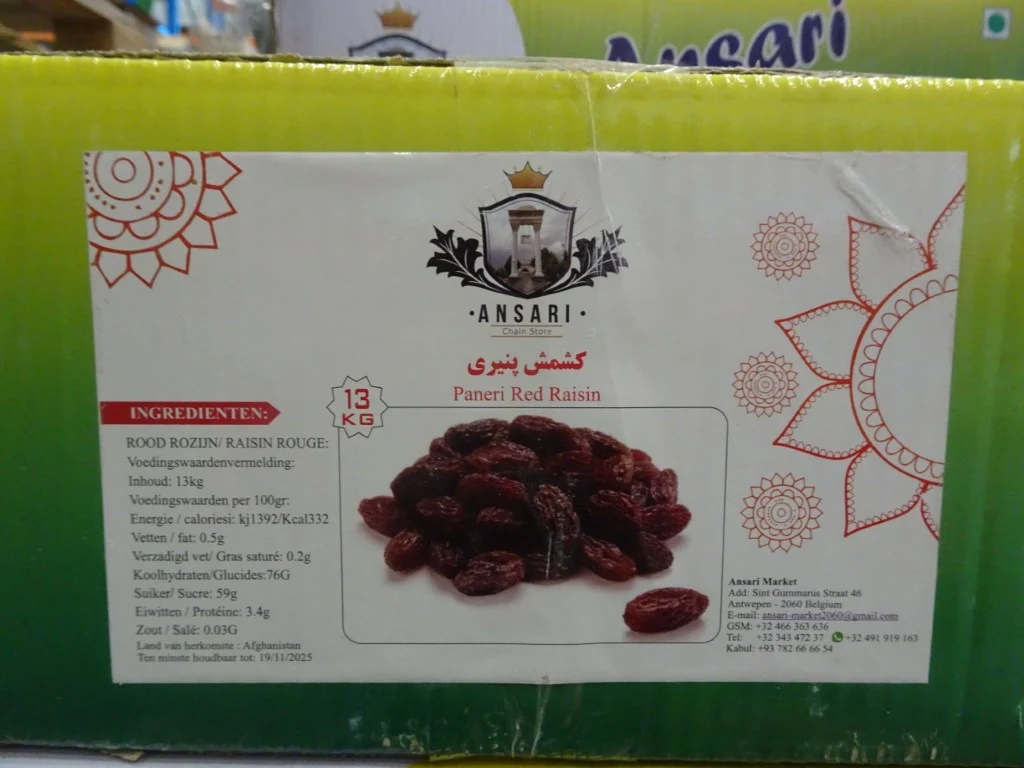 Ansari
ANSARI
Chain Store
کشمش پنیری
Paneri Red Raisin
13
KG
INGREDIENTEN:
ROOD ROZIJN/ RAISIN ROUGE:
Voedingswaardenvermelding:
Inhoud: 13kg
Voedingswaarden per 100gr:
Energie / caloriesi: kj1392/Kcal332
Vetten / fat: 0.5g
Verzadigd vet/ Gras saturé: 0.2g
Koolhydraten/Glucides:76G
Suiker/ Sucre: 59g
Eiwitten / Protéine: 3.4g
Zout / Salé: 0.03G
Land van herkomste : Afghanistan
Ten minste houdbaar tot: 19/11/2025
Ansari Market
Add: Sint Gummarus Straat 46
Antwepen - 2060 Belgium
E-mail: ansari-market2060@gmail.com
GSM: +32 466 363 636
Tel: +32 343 472 37 +32 491 919 163
Kabul: +93 782 66 66 54